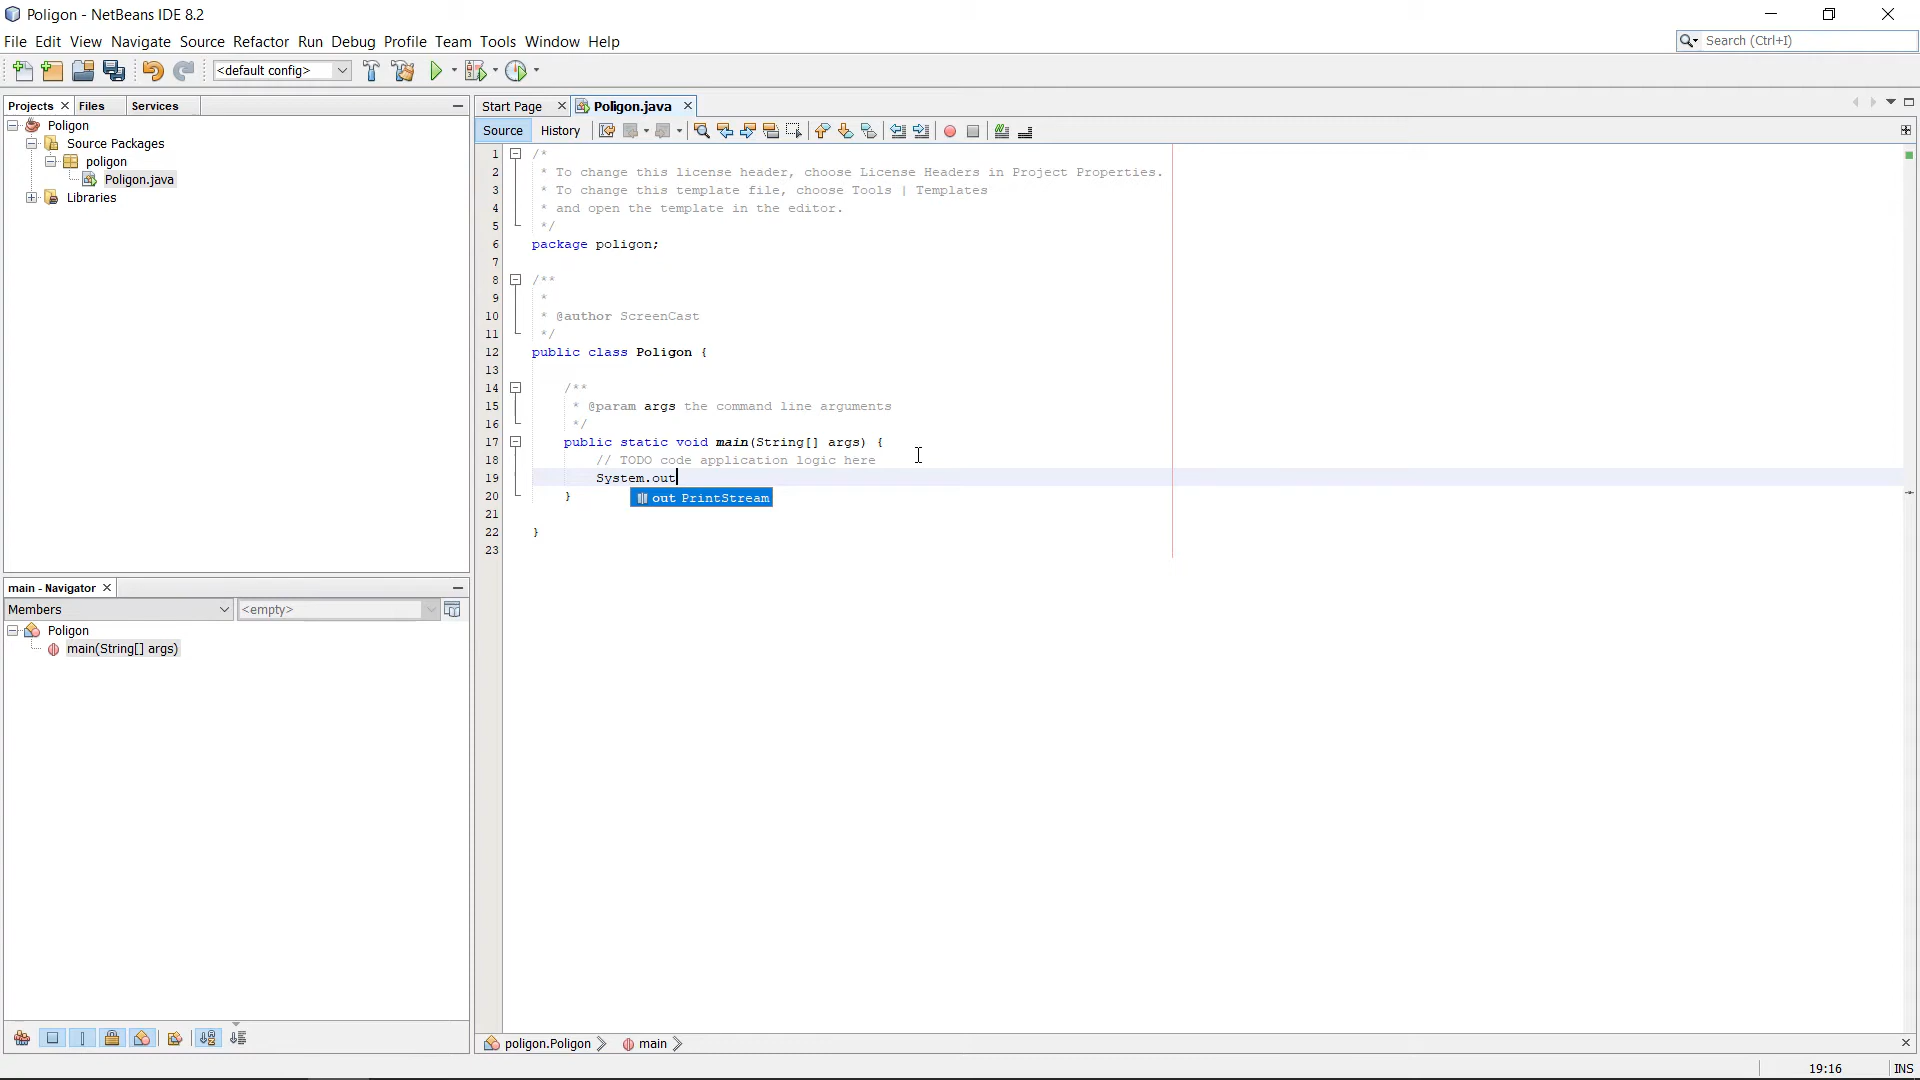 Poligon - NetBeans IDE 8.2
File Edit View Navigate Source Refactor Run Debug Profile Team Tools Window Help
Search (Ctrl+I)
<default config>
Projects Files Services
Poligon
Source Packages
poligon
Poligon.java
Libraries
Start Page Poligon.java
Source History
1 /*
2 * To change this license header, choose License Headers in Project Properties.
3 * To change this template file, choose Tools | Templates
4 * and open the template in the editor.
5 */
6 package poligon;
7
8 /**
9 *
10 * @author ScreenCast
11 */
12 public class Poligon {
13
14 /**
15 * @param args the command line arguments
16 */
17 public static void main(String[] args) {
18 // TODO code application logic here
19 System.out
20 }
out PrintStream
21
22 }
23
main - Navigator
Members <empty>
Poligon
main(String[] args)
poligon.Poligon main
19:16 INS